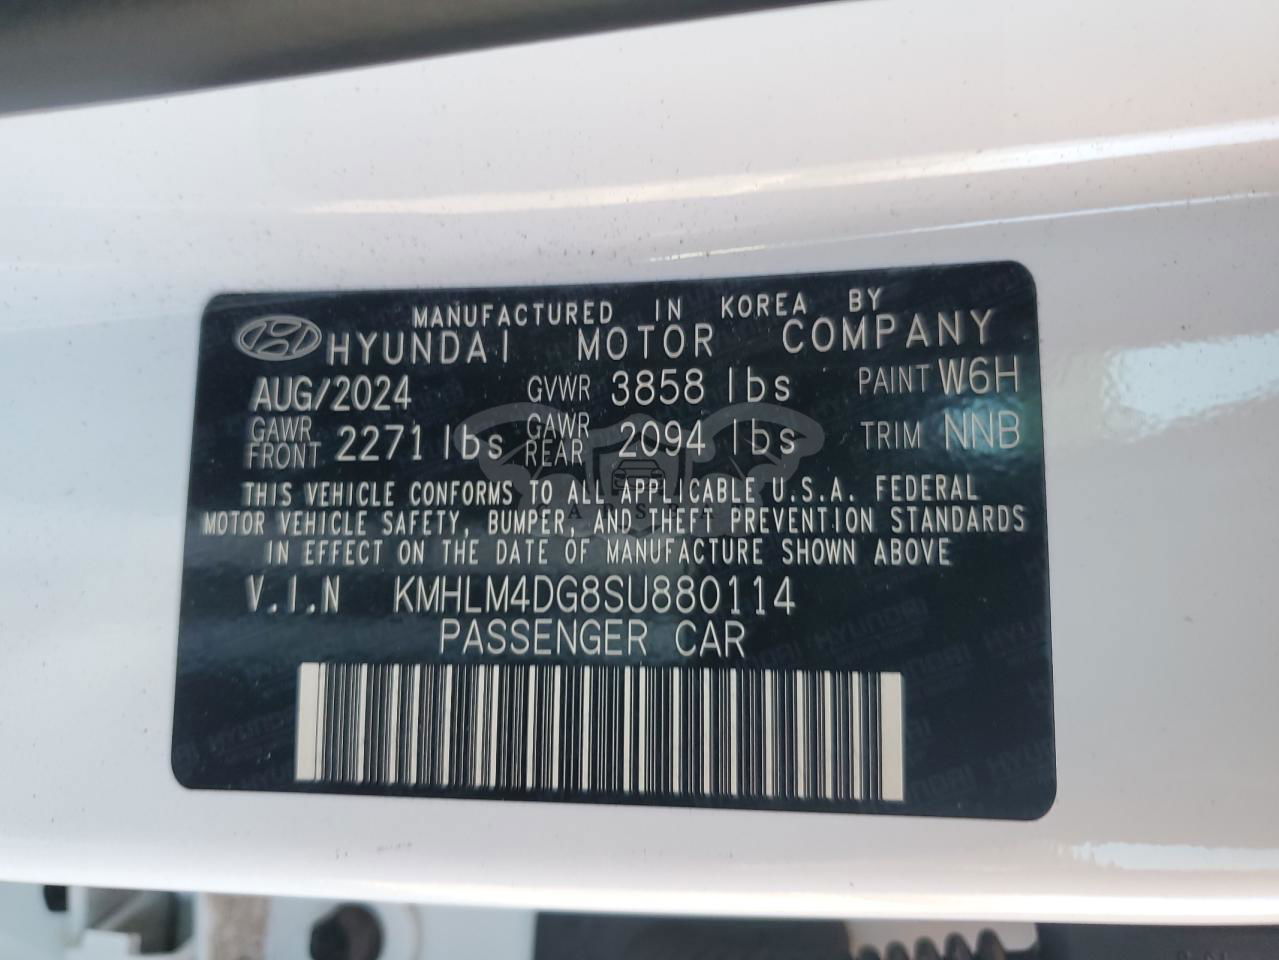 MANUFACTURED IN KOREA BY
HYUNDAI MOTOR COMPANY
AUG/2024 GVWR 3858 lbs PAINT W6H
GAWR FRONT 2271 lbs GAWR REAR 2094 lbs TRIM NNB
THIS VEHICLE CONFORMS TO ALL APPLICABLE U.S.A. FEDERAL
MOTOR VEHICLE SAFETY, BUMPER, AND THEFT PREVENTION STANDARDS
IN EFFECT ON THE DATE OF MANUFACTURE SHOWN ABOVE
V.I.N KMHLM4DG8SU880114
PASSENGER CAR